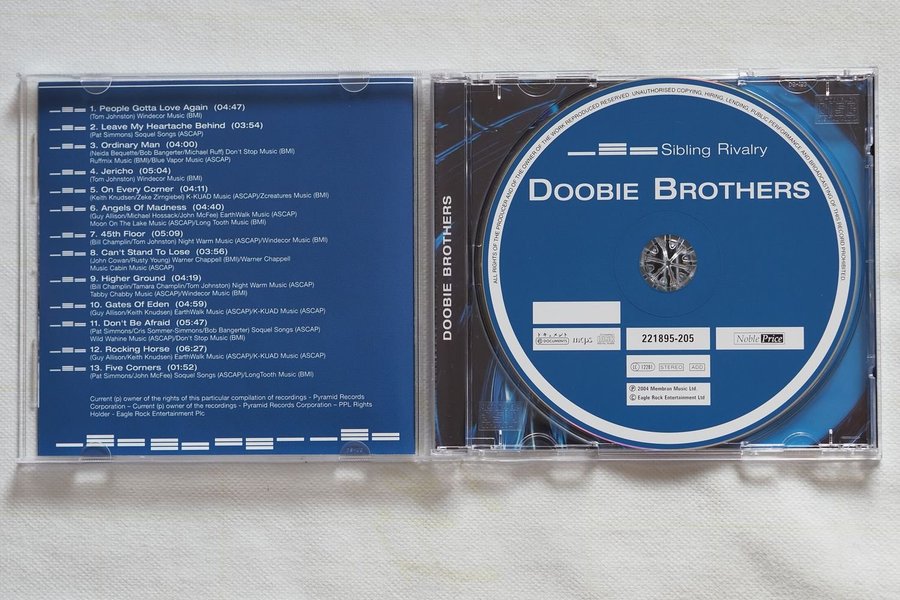 1. People Gotta Love Again (04:47)
(Tom Johnston) Windecor Music (BMI)
2. Leave My Heartache Behind (03:54)
(Pat Simmons) Soquel Songs (ASCAP)
3. Ordinary Man (04:00)
(Neida Bequette/Bob Bangerter/Michael Ruff) Don't Stop Music (BMI)
Ruffmix Music (BMI)/Blue Vapor Music (ASCAP)
4. Jericho (05:04)
(Tom Johnston) Windecor Music (BMI)
5. On Every Corner (04:11)
(Keith Knudsen/Zeke Zirngiebel) K-KUAD Music (ASCAP)/Zcreatures Music (BMI)
6. Angels Of Madness (04:40)
(Guy Allison/Michael Hossack/John McFee) EarthWalk Music (ASCAP)
Moon On The Lake Music (ASCAP)/Long Tooth Music (BMI)
7. 45th Floor (05:09)
(Bill Champlin/Tom Johnston) Night Warm Music (ASCAP)/Windecor Music (BMI)
8. Can't Stand To Lose (03:56)
(John Cowan/Rusty Young) Warner Chappell (BMI)/Warner Chappell
Music Cabin Music (ASCAP)
9. Higher Ground (04:19)
(Bill Champlin/Tamara Champlin/Tom Johnston) Night Warm Music (ASCAP)
Tabby Chabby Music (ASCAP)/Windecor Music (BMI)
10. Gates Of Eden (04:59)
(Guy Allison/Keith Knudsen) EarthWalk Music (ASCAP)/K-KUAD Music (ASCAP)
11. Don't Be Afraid (05:47)
(Pat Simmons/Cris Sommer-Simmons/Bob Bangerter) Soquel Songs (ASCAP)
Wild Wahine Music (ASCAP)/Don't Stop Music (BMI)
12. Rocking Horse (06:27)
(Guy Allison/Keith Knudsen) EarthWalk Music (ASCAP)/K-KUAD Music (ASCAP)
13. Five Corners (01:52)
(Pat Simmons/John McFee) Soquel Songs (ASCAP)/LongTooth Music (BMI)
Current (p) owner of the rights of this particular compilation of recordings - Pyramid Records
Corporation – Current (p) owner of the recordings - Pyramid Records Corporation – PPL Rights
Holder - Eagle Rock Entertainment Plc
DOOBIE BROTHERS
ALL RIGHTS OF THE PRODUCER AND OF THE OWNER OF THE WORK REPRODUCED RESERVED. UNAUTHORISED COPYING, HIRING, LENDING, PUBLIC PERFORMANCE AND BROADCASTING OF THIS RECORD PROHIBITED.
Sibling Rivalry
DOOBIE BROTHERS
DOCUMENTS mcps
221895-205
Noble Price
LC 12281 STEREO ADD
℗ 2004 Membran Music Ltd.
© Eagle Rock Entertainment Ltd